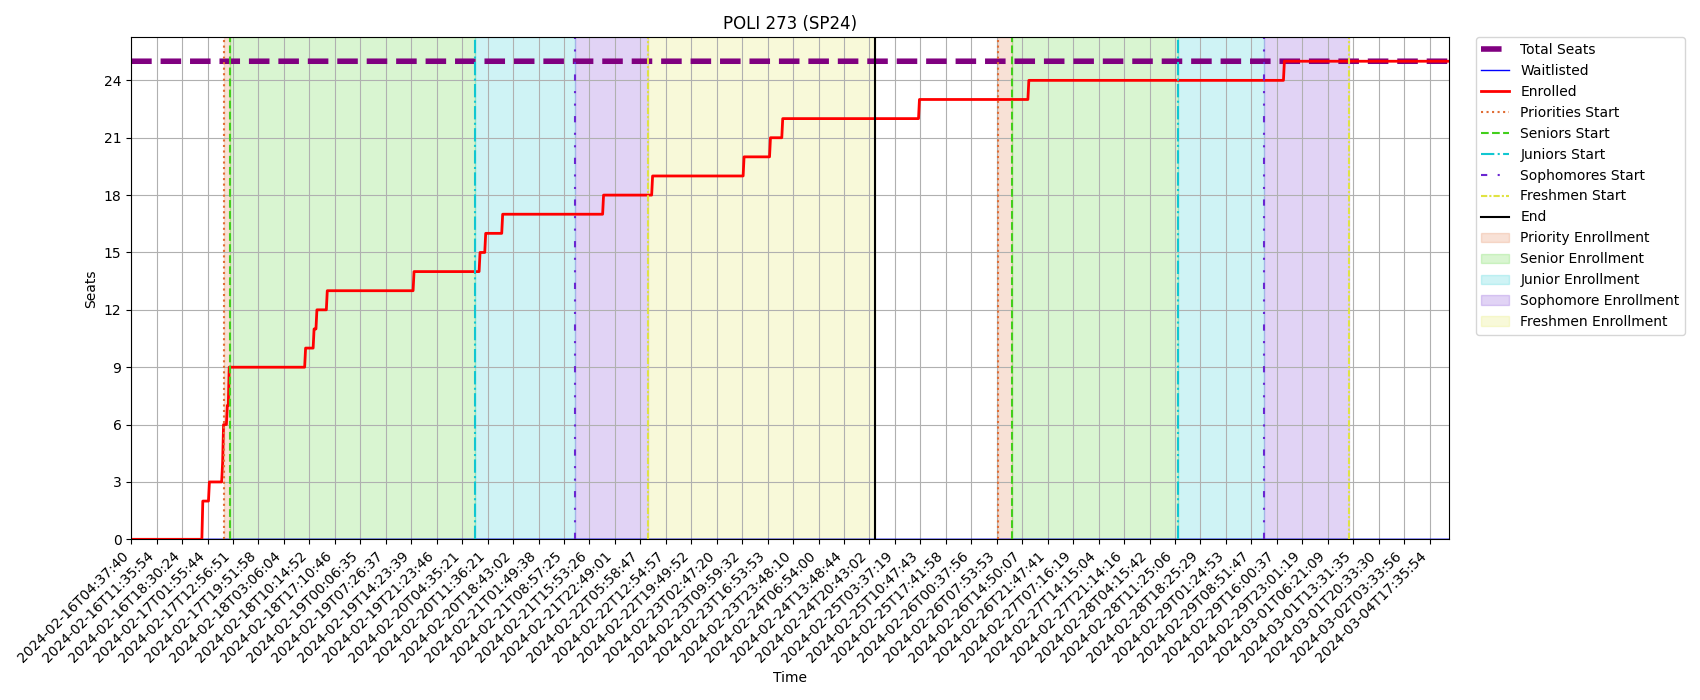 POLI 273 (SP24)
Seats
24
21
18
15
12
9
6
3
0
2024-02-16T04:37:40
2024-02-16T11:35:54
2024-02-16T18:30:24
2024-02-17T01:55:44
2024-02-17T12:56:51
2024-02-17T19:51:58
2024-02-18T03:06:04
2024-02-18T10:14:52
2024-02-18T17:10:46
2024-02-19T00:06:35
2024-02-19T07:26:37
2024-02-19T14:23:39
2024-02-19T21:23:46
2024-02-20T04:35:21
2024-02-20T11:36:21
2024-02-20T18:43:02
2024-02-21T01:49:38
2024-02-21T08:57:25
2024-02-21T15:53:26
2024-02-21T22:49:01
2024-02-22T05:58:47
2024-02-22T12:54:57
2024-02-22T19:49:52
2024-02-23T02:47:20
2024-02-23T09:59:32
2024-02-23T16:53:53
2024-02-23T23:48:10
2024-02-24T06:54:00
2024-02-24T13:48:44
2024-02-24T20:43:02
2024-02-25T03:37:19
2024-02-25T10:47:43
2024-02-25T17:41:58
2024-02-26T00:37:56
2024-02-26T07:53:53
2024-02-26T14:50:07
2024-02-26T21:47:41
2024-02-27T07:16:19
2024-02-27T14:15:04
2024-02-27T21:14:16
2024-02-28T04:15:42
2024-02-28T11:25:06
2024-02-28T18:25:29
2024-02-29T01:24:53
2024-02-29T08:51:47
2024-02-29T16:00:37
2024-02-29T23:01:19
2024-03-01T06:21:09
2024-03-01T13:31:35
2024-03-01T20:33:30
2024-03-02T03:33:56
2024-03-04T17:35:54
Time
Total Seats
Waitlisted
Enrolled
Priorities Start
Seniors Start
Juniors Start
Sophomores Start
Freshmen Start
End
Priority Enrollment
Senior Enrollment
Junior Enrollment
Sophomore Enrollment
Freshmen Enrollment